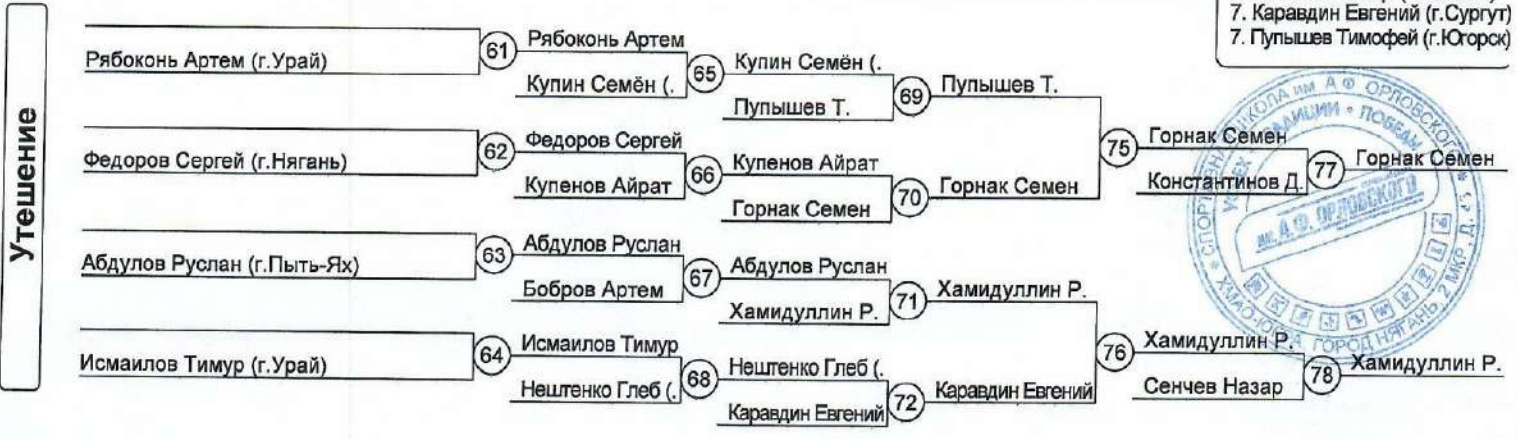 Утешение
7. Караvдин Евгений (г.Сургут)
7. Пупышев Тимофей (г.Югорск)
Рябоконь Артем (г.Урай)
61
Рябоконь Артем
Купин Семён (.
65
Купин Семён (.
Пупышев Т.
69
Пупышев Т.
Федоров Сергей (г.Нягань)
62
Федоров Сергей
Купенов Айрат
66
Купенов Айрат
Горнак Семен
70
Горнак Семен
75
Горнак Семен
Константинов Д.
77
Горнак Семен
Абдулов Руслан (г.Пыть-Ях)
63
Абдулов Руслан
Бобров Артем
67
Абдулов Руслан
Хамидуллин Р.
71
Хамидуллин Р.
Исмаилов Тимур (г.Урай)
64
Исмаилов Тимур
Нештенко Глеб (.
68
Нештенко Глеб (.
Каравдин Евгений
72
Каравдин Евгений
76
Хамидуллин Р.
Сенчев Назар
78
Хамидуллин Р.
им. А.Ф. ОРЛОВСКОГО